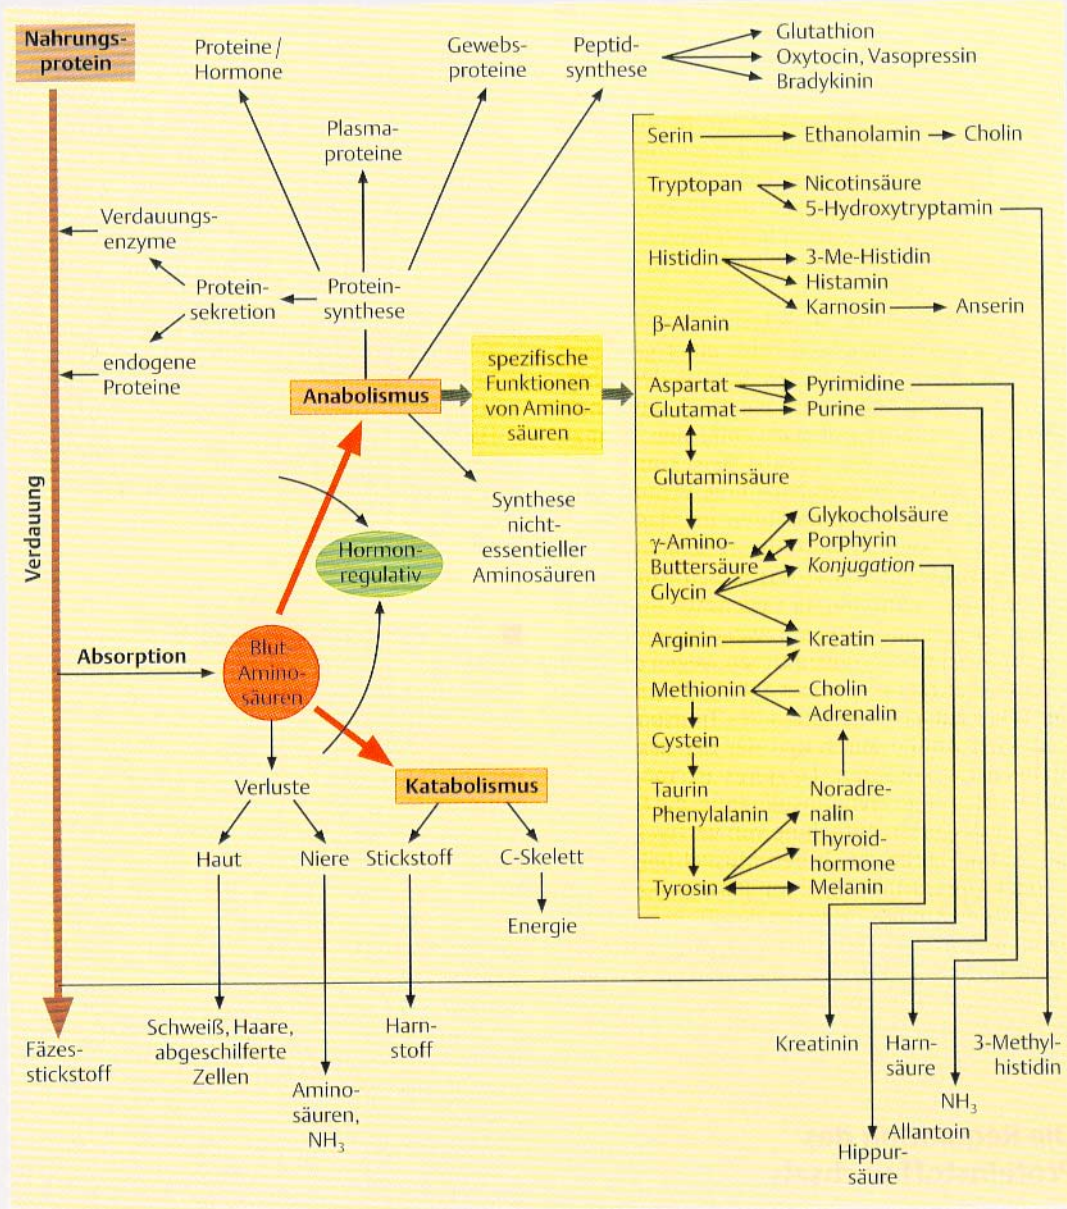 Nahrungs-
protein
Proteine/
Hormone
Gewebs-
proteine
Peptid-
synthese
Glutathion
Oxytocin, Vasopressin
Bradykinin
Plasma-
proteine
Serin
Ethanolamin
Cholin
Tryptopan
Nicotinsäure
5-Hydroxytryptamin
Verdauungs-
enzyme
Histidin
3-Me-Histidin
Histamin
Karnosin
Anserin
Protein-
sekretion
Protein-
synthese
β-Alanin
endogene
Proteine
Anabolismus
spezifische
Funktionen
von Amino-
säuren
Aspartat
Pyrimidine
Glutamat
Purine
Glutaminsäure
Verdauung
Synthese
nicht-
essentieller
Aminosäuren
Hormon-
regulativ
γ-Amino-
Buttersäure
Glycin
Glykocholsäure
Porphyrin
Konjugation
Absorption
Blut
Amino-
säuren
Arginin
Kreatin
Methionin
Cholin
Adrenalin
Cystein
Taurin
Phenylalanin
Noradre-
nalin
Thyroid-
hormone
Tyrosin
Melanin
Verluste
Katabolismus
Haut
Niere
Stickstoff
C-Skelett
Energie
Fäzes-
stickstoff
Schweiß, Haare,
abgeschilferte
Zellen
Amino-
säuren,
NH₃
Harn-
stoff
Kreatinin
Harn-
säure
3-Methyl-
histidin
NH₃
Allantoin
Hippur-
säure